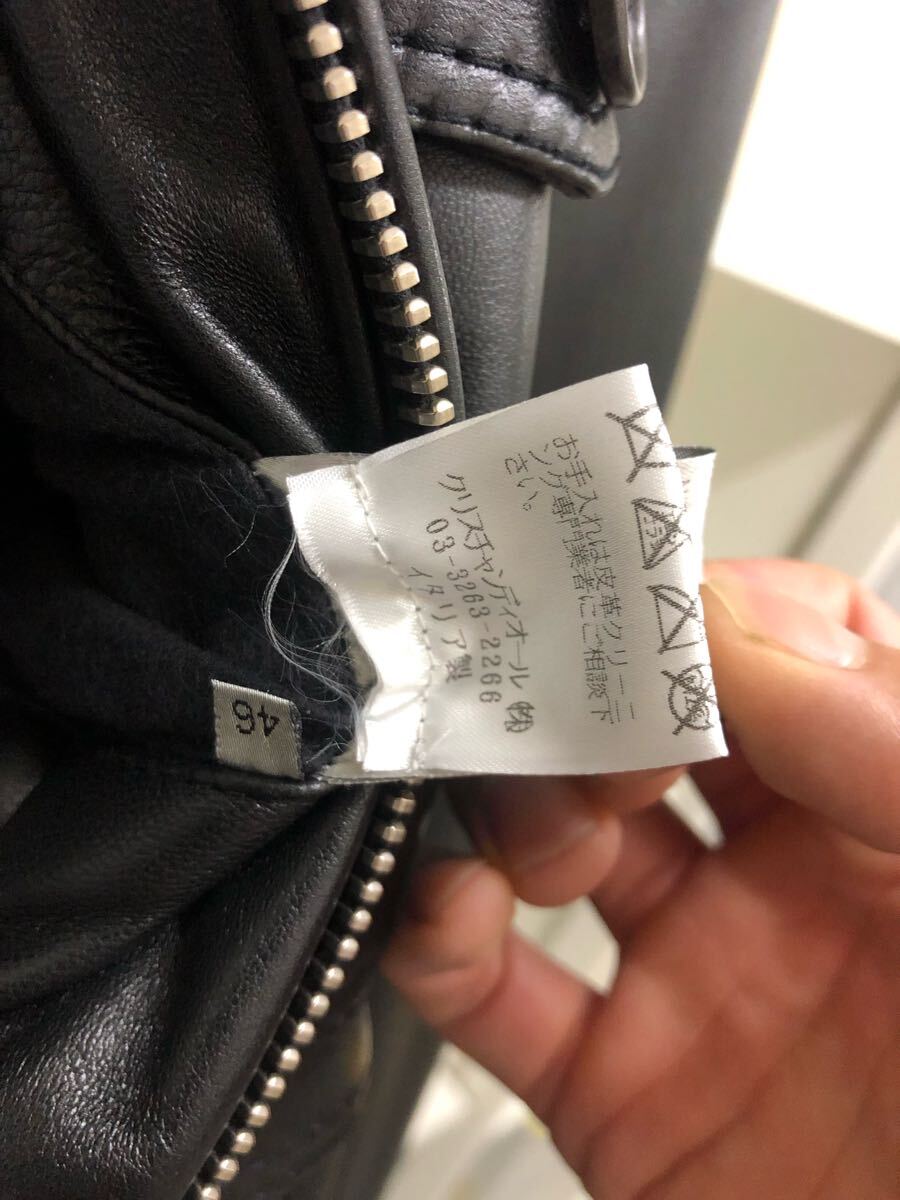 お手入れは皮革クリーニ
ング専門業者にご相談下
さい。
クリスチャンディオール㈱
03-3263-2266
イタリア製
46